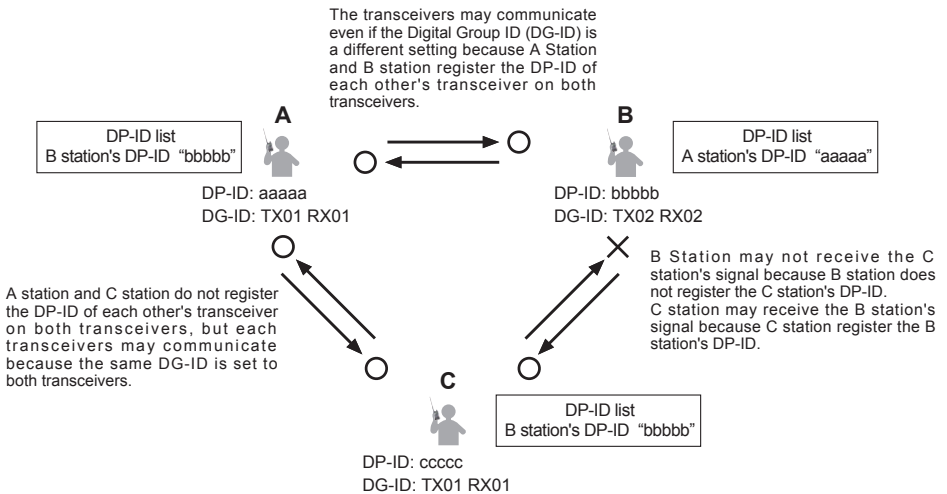 The transceivers may communicate
even if the Digital Group ID (DG-ID) is
a different setting because A Station
and B station register the DP-ID of
each other's transceiver on both
transceivers.
A
B
DP-ID list
B station's DP-ID "bbbbb"
DP-ID list
A station's DP-ID "aaaaa"
DP-ID: aaaaa
DG-ID: TX01 RX01
DP-ID: bbbbb
DG-ID: TX02 RX02
A station and C station do not register
the DP-ID of each other's transceiver
on both transceivers, but each
transceivers may communicate
because the same DG-ID is set to
both transceivers.
B Station may not receive the C
station's signal because B station does
not register the C station's DP-ID.
C station may receive the B station's
signal because C station register the B
station's DP-ID.
C
DP-ID list
B station's DP-ID "bbbbb"
DP-ID: ccccc
DG-ID: TX01 RX01